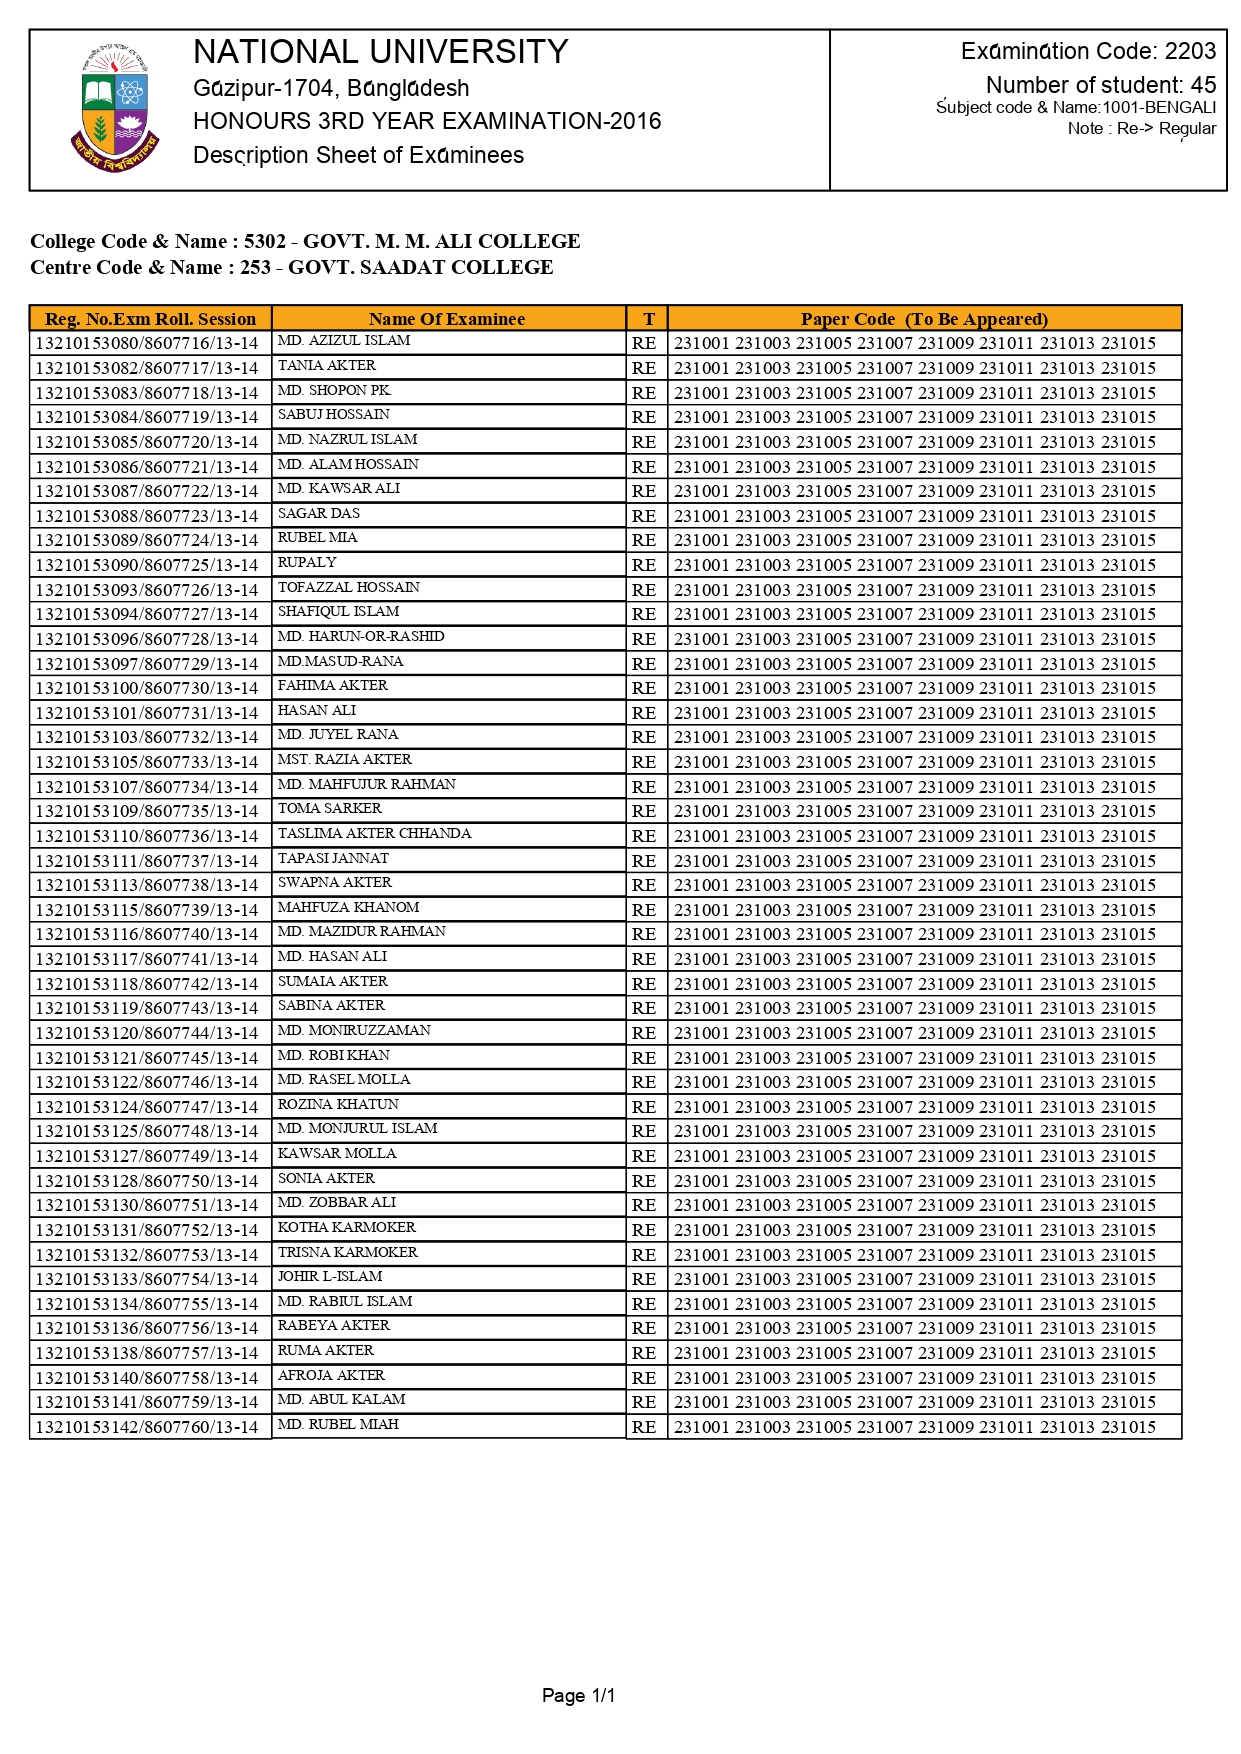 NATIONAL UNIVERSITY
Gazipur-1704, Bangladesh
HONOURS 3RD YEAR EXAMINATION-2016
Description Sheet of Examinees
জাতীয় বিশ্ববিদ্যালয়
Examination Code: 2203
Number of student: 45
Subject code & Name:1001-BENGALI
Note : Re-> Regular
College Code & Name : 5302 - GOVT. M. M. ALI COLLEGE
Centre Code & Name : 253 - GOVT. SAADAT COLLEGE
Reg. No.Exm Roll. Session Name Of Examinee T Paper Code (To Be Appeared)
13210153080/8607716/13-14 MD. AZIZUL ISLAM RE 231001 231003 231005 231007 231009 231011 231013 231015
13210153082/8607717/13-14 TANIA AKTER RE 231001 231003 231005 231007 231009 231011 231013 231015
13210153083/8607718/13-14 MD. SHOPON PK. RE 231001 231003 231005 231007 231009 231011 231013 231015
13210153084/8607719/13-14 SABUJ HOSSAIN RE 231001 231003 231005 231007 231009 231011 231013 231015
13210153085/8607720/13-14 MD. NAZRUL ISLAM RE 231001 231003 231005 231007 231009 231011 231013 231015
13210153086/8607721/13-14 MD. ALAM HOSSAIN RE 231001 231003 231005 231007 231009 231011 231013 231015
13210153087/8607722/13-14 MD. KAWSAR ALI RE 231001 231003 231005 231007 231009 231011 231013 231015
13210153088/8607723/13-14 SAGAR DAS RE 231001 231003 231005 231007 231009 231011 231013 231015
13210153089/8607724/13-14 RUBEL MIA RE 231001 231003 231005 231007 231009 231011 231013 231015
13210153090/8607725/13-14 RUPALY RE 231001 231003 231005 231007 231009 231011 231013 231015
13210153093/8607726/13-14 TOFAZZAL HOSSAIN RE 231001 231003 231005 231007 231009 231011 231013 231015
13210153094/8607727/13-14 SHAFIQUL ISLAM RE 231001 231003 231005 231007 231009 231011 231013 231015
13210153096/8607728/13-14 MD. HARUN-OR-RASHID RE 231001 231003 231005 231007 231009 231011 231013 231015
13210153097/8607729/13-14 MD.MASUD-RANA RE 231001 231003 231005 231007 231009 231011 231013 231015
13210153100/8607730/13-14 FAHIMA AKTER RE 231001 231003 231005 231007 231009 231011 231013 231015
13210153101/8607731/13-14 HASAN ALI RE 231001 231003 231005 231007 231009 231011 231013 231015
13210153103/8607732/13-14 MD. JUYEL RANA RE 231001 231003 231005 231007 231009 231011 231013 231015
13210153105/8607733/13-14 MST. RAZIA AKTER RE 231001 231003 231005 231007 231009 231011 231013 231015
13210153107/8607734/13-14 MD. MAHFUJUR RAHMAN RE 231001 231003 231005 231007 231009 231011 231013 231015
13210153109/8607735/13-14 TOMA SARKER RE 231001 231003 231005 231007 231009 231011 231013 231015
13210153110/8607736/13-14 TASLIMA AKTER CHHANDA RE 231001 231003 231005 231007 231009 231011 231013 231015
13210153111/8607737/13-14 TAPASI JANNAT RE 231001 231003 231005 231007 231009 231011 231013 231015
13210153113/8607738/13-14 SWAPNA AKTER RE 231001 231003 231005 231007 231009 231011 231013 231015
13210153115/8607739/13-14 MAHFUZA KHANOM RE 231001 231003 231005 231007 231009 231011 231013 231015
13210153116/8607740/13-14 MD. MAZIDUR RAHMAN RE 231001 231003 231005 231007 231009 231011 231013 231015
13210153117/8607741/13-14 MD. HASAN ALI RE 231001 231003 231005 231007 231009 231011 231013 231015
13210153118/8607742/13-14 SUMAIA AKTER RE 231001 231003 231005 231007 231009 231011 231013 231015
13210153119/8607743/13-14 SABINA AKTER RE 231001 231003 231005 231007 231009 231011 231013 231015
13210153120/8607744/13-14 MD. MONIRUZZAMAN RE 231001 231003 231005 231007 231009 231011 231013 231015
13210153121/8607745/13-14 MD. ROBI KHAN RE 231001 231003 231005 231007 231009 231011 231013 231015
13210153122/8607746/13-14 MD. RASEL MOLLA RE 231001 231003 231005 231007 231009 231011 231013 231015
13210153124/8607747/13-14 ROZINA KHATUN RE 231001 231003 231005 231007 231009 231011 231013 231015
13210153125/8607748/13-14 MD. MONJURUL ISLAM RE 231001 231003 231005 231007 231009 231011 231013 231015
13210153127/8607749/13-14 KAWSAR MOLLA RE 231001 231003 231005 231007 231009 231011 231013 231015
13210153128/8607750/13-14 SONIA AKTER RE 231001 231003 231005 231007 231009 231011 231013 231015
13210153130/8607751/13-14 MD. ZOBBAR ALI RE 231001 231003 231005 231007 231009 231011 231013 231015
13210153131/8607752/13-14 KOTHA KARMOKER RE 231001 231003 231005 231007 231009 231011 231013 231015
13210153132/8607753/13-14 TRISNA KARMOKER RE 231001 231003 231005 231007 231009 231011 231013 231015
13210153133/8607754/13-14 JOHIR L-ISLAM RE 231001 231003 231005 231007 231009 231011 231013 231015
13210153134/8607755/13-14 MD. RABIUL ISLAM RE 231001 231003 231005 231007 231009 231011 231013 231015
13210153136/8607756/13-14 RABEYA AKTER RE 231001 231003 231005 231007 231009 231011 231013 231015
13210153138/8607757/13-14 RUMA AKTER RE 231001 231003 231005 231007 231009 231011 231013 231015
13210153140/8607758/13-14 AFROJA AKTER RE 231001 231003 231005 231007 231009 231011 231013 231015
13210153141/8607759/13-14 MD. ABUL KALAM RE 231001 231003 231005 231007 231009 231011 231013 231015
13210153142/8607760/13-14 MD. RUBEL MIAH RE 231001 231003 231005 231007 231009 231011 231013 231015
Page 1/1